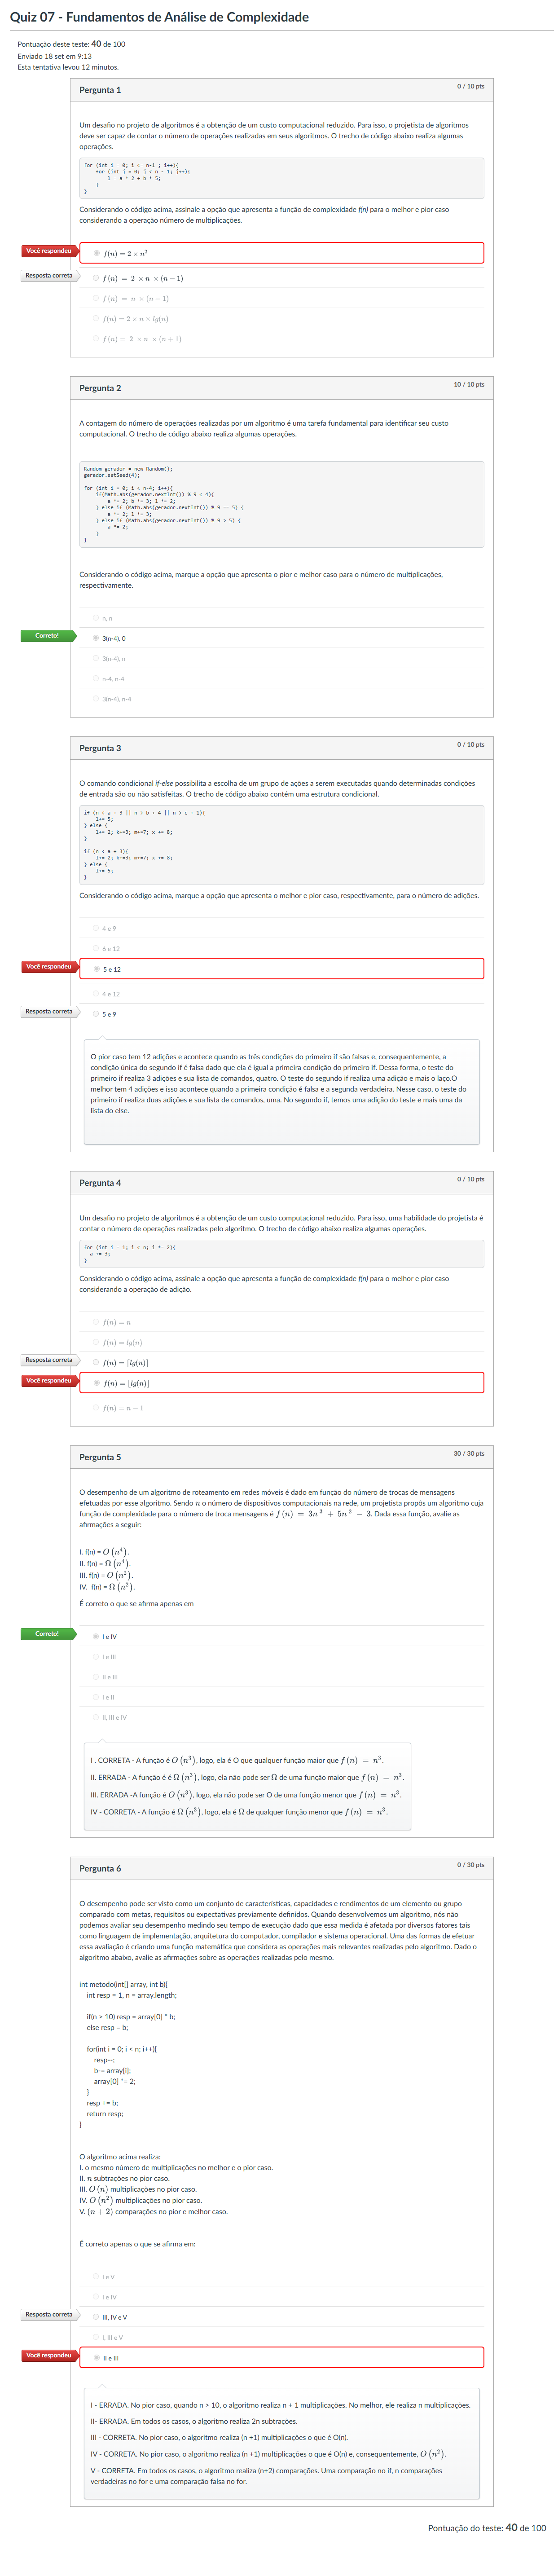 Quiz 07 - Fundamentos de Análise de Complexidade
Pontuação deste teste: 40 de 100
Enviado 18 set em 9:13
Esta tentativa levou 12 minutos.
Pergunta 1
0 / 10 pts
Um desafio no projeto de algoritmos é a obtenção de um custo computacional reduzido. Para isso, o projetista de algoritmos
deve ser capaz de contar o número de operações realizadas em seus algoritmos. O trecho de código abaixo realiza algumas
operações.
for (int i = 0; i <= n-1 ; i++){
for (int j = 0; j < n - 1; j++){
l = a * 2 + b * 5;
}
}
Considerando o código acima, assinale a opção que apresenta a função de complexidade f(n) para o melhor e pior caso
considerando a operação número de multiplicações.
Você respondeu
f(n) = 2 × n²
Resposta correta
f (n) = 2 × n × (n − 1)
f (n) = n × (n − 1)
f(n) = 2 × n × lg(n)
f (n) = 2 × n × (n + 1)
Pergunta 2
10 / 10 pts
A contagem do número de operações realizadas por um algoritmo é uma tarefa fundamental para identificar seu custo
computacional. O trecho de código abaixo realiza algumas operações.
Random gerador = new Random();
gerador.setSeed(4);
for (int i = 0; i < n-4; i++){
if(Math.abs(gerador.nextInt()) % 9 < 4){
a *= 2; b *= 3; l *= 2;
} else if (Math.abs(gerador.nextInt()) % 9 == 5) {
a *= 2; l *= 3;
} else if (Math.abs(gerador.nextInt()) % 9 > 5) {
a *= 2;
}
}
Considerando o código acima, marque a opção que apresenta o pior e melhor caso para o número de multiplicações,
respectivamente.
n, n
Correto!
3(n-4), 0
3(n-4), n
n-4, n-4
3(n-4), n-4
Pergunta 3
0 / 10 pts
O comando condicional if-else possibilita a escolha de um grupo de ações a serem executadas quando determinadas condições
de entrada são ou não satisfeitas. O trecho de código abaixo contém uma estrutura condicional.
if (n < a + 3 || n > b + 4 || n > c + 1){
l+= 5;
} else {
l+= 2; k+=3; m+=7; x += 8;
}
if (n < a + 3){
l+= 2; k+=3; m+=7; x += 8;
} else {
l+= 5;
}
Considerando o código acima, marque a opção que apresenta o melhor e pior caso, respectivamente, para o número de adições.
4 e 9
6 e 12
Você respondeu
5 e 12
4 e 12
Resposta correta
5 e 9
O pior caso tem 12 adições e acontece quando as três condições do primeiro if são falsas e, consequentemente, a
condição única do segundo if é falsa dado que ela é igual a primeira condição do primeiro if. Dessa forma, o teste do
primeiro if realiza 3 adições e sua lista de comandos, quatro. O teste do segundo if realiza uma adição e mais o laço.O
melhor tem 4 adições e isso acontece quando a primeira condição é falsa e a segunda verdadeira. Nesse caso, o teste do
primeiro if realiza duas adições e sua lista de comandos, uma. No segundo if, temos uma adição do teste e mais uma da
lista do else.
Pergunta 4
0 / 10 pts
Um desafio no projeto de algoritmos é a obtenção de um custo computacional reduzido. Para isso, uma habilidade do projetista é
contar o número de operações realizadas pelo algoritmo. O trecho de código abaixo realiza algumas operações.
for (int i = 1; i < n; i *= 2){
a += 3;
}
Considerando o código acima, assinale a opção que apresenta a função de complexidade f(n) para o melhor e pior caso
considerando a operação de adição.
f(n) = n
f(n) = lg(n)
Resposta correta
f(n) = ⌈lg(n)⌉
Você respondeu
f(n) = ⌊lg(n)⌋
f(n) = n − 1
Pergunta 5
30 / 30 pts
O desempenho de um algoritmo de roteamento em redes móveis é dado em função do número de trocas de mensagens
efetuadas por esse algoritmo. Sendo n o número de dispositivos computacionais na rede, um projetista propôs um algoritmo cuja
função de complexidade para o número de troca mensagens é f (n) = 3n ³ + 5n ² − 3. Dada essa função, avalie as
afirmações a seguir:
I. f(n) = O (n⁴).
II. f(n) = Ω (n⁴).
III. f(n) = O (n²).
IV. f(n) = Ω (n²).
É correto o que se afirma apenas em
Correto!
I e IV
I e III
II e III
I e II
II, III e IV
I . CORRETA - A função é O (n³), logo, ela é O que qualquer função maior que f (n) = n³.
II. ERRADA - A função é é Ω (n³), logo, ela não pode ser Ω de uma função maior que f (n) = n³.
III. ERRADA -A função é O (n³), logo, ela não pode ser O de uma função menor que f (n) = n³.
IV - CORRETA - A função é Ω (n³), logo, ela é Ω de qualquer função menor que f (n) = n³.
Pergunta 6
0 / 30 pts
O desempenho pode ser visto como um conjunto de características, capacidades e rendimentos de um elemento ou grupo
comparado com metas, requisitos ou expectativas previamente definidos. Quando desenvolvemos um algoritmo, nós não
podemos avaliar seu desempenho medindo seu tempo de execução dado que essa medida é afetada por diversos fatores tais
como linguagem de implementação, arquitetura do computador, compilador e sistema operacional. Uma das formas de efetuar
essa avaliação é criando uma função matemática que considera as operações mais relevantes realizadas pelo algoritmo. Dado o
algoritmo abaixo, avalie as afirmações sobre as operações realizadas pelo mesmo.
int metodo(int[] array, int b){
int resp = 1, n = array.length;
if(n > 10) resp = array[0] * b;
else resp = b;
for(int i = 0; i < n; i++){
resp--;
b-= array[i];
array[0] *= 2;
}
resp += b;
return resp;
}
O algoritmo acima realiza:
I. o mesmo número de multiplicações no melhor e o pior caso.
II. n subtrações no pior caso.
III. O (n) multiplicações no pior caso.
IV. O (n²) multiplicações no pior caso.
V. (n + 2) comparações no pior e melhor caso.
É correto apenas o que se afirma em:
I e V
I e IV
Resposta correta
III, IV e V
I, III e V
Você respondeu
II e III
I - ERRADA. No pior caso, quando n > 10, o algoritmo realiza n + 1 multiplicações. No melhor, ele realiza n multiplicações.
II- ERRADA. Em todos os casos, o algoritmo realiza 2n subtrações.
III - CORRETA. No pior caso, o algoritmo realiza (n +1) multiplicações o que é O(n).
IV - CORRETA. No pior caso, o algoritmo realiza (n +1) multiplicações o que é O(n) e, consequentemente, O (n²).
V - CORRETA. Em todos os casos, o algoritmo realiza (n+2) comparações. Uma comparação no if, n comparações
verdadeiras no for e uma comparação falsa no for.
Pontuação do teste: 40 de 100